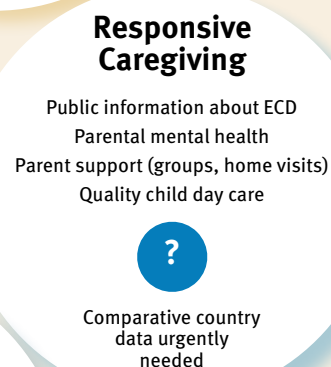 Responsive
Caregiving
Public information about ECD
Parental mental health
Parent support (groups, home visits)
Quality child day care
?
Comparative country
data urgently
needed